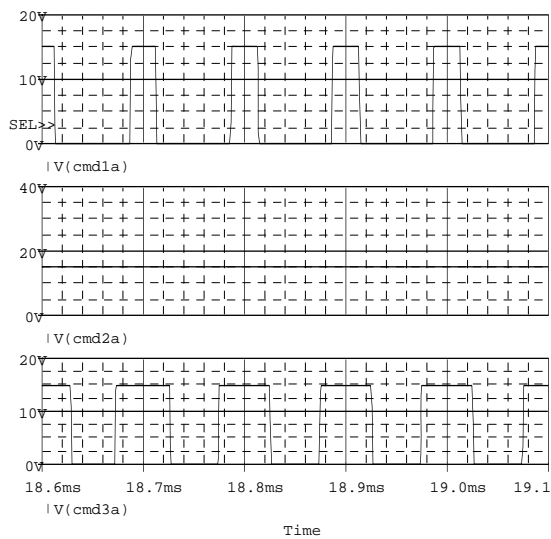 20V
10V
SEL>>
0V
V(cmd1a)
40V
20V
0V
V(cmd2a)
20V
10V
0V
18.6ms 18.7ms 18.8ms 18.9ms 19.0ms 19.1
V(cmd3a)
Time